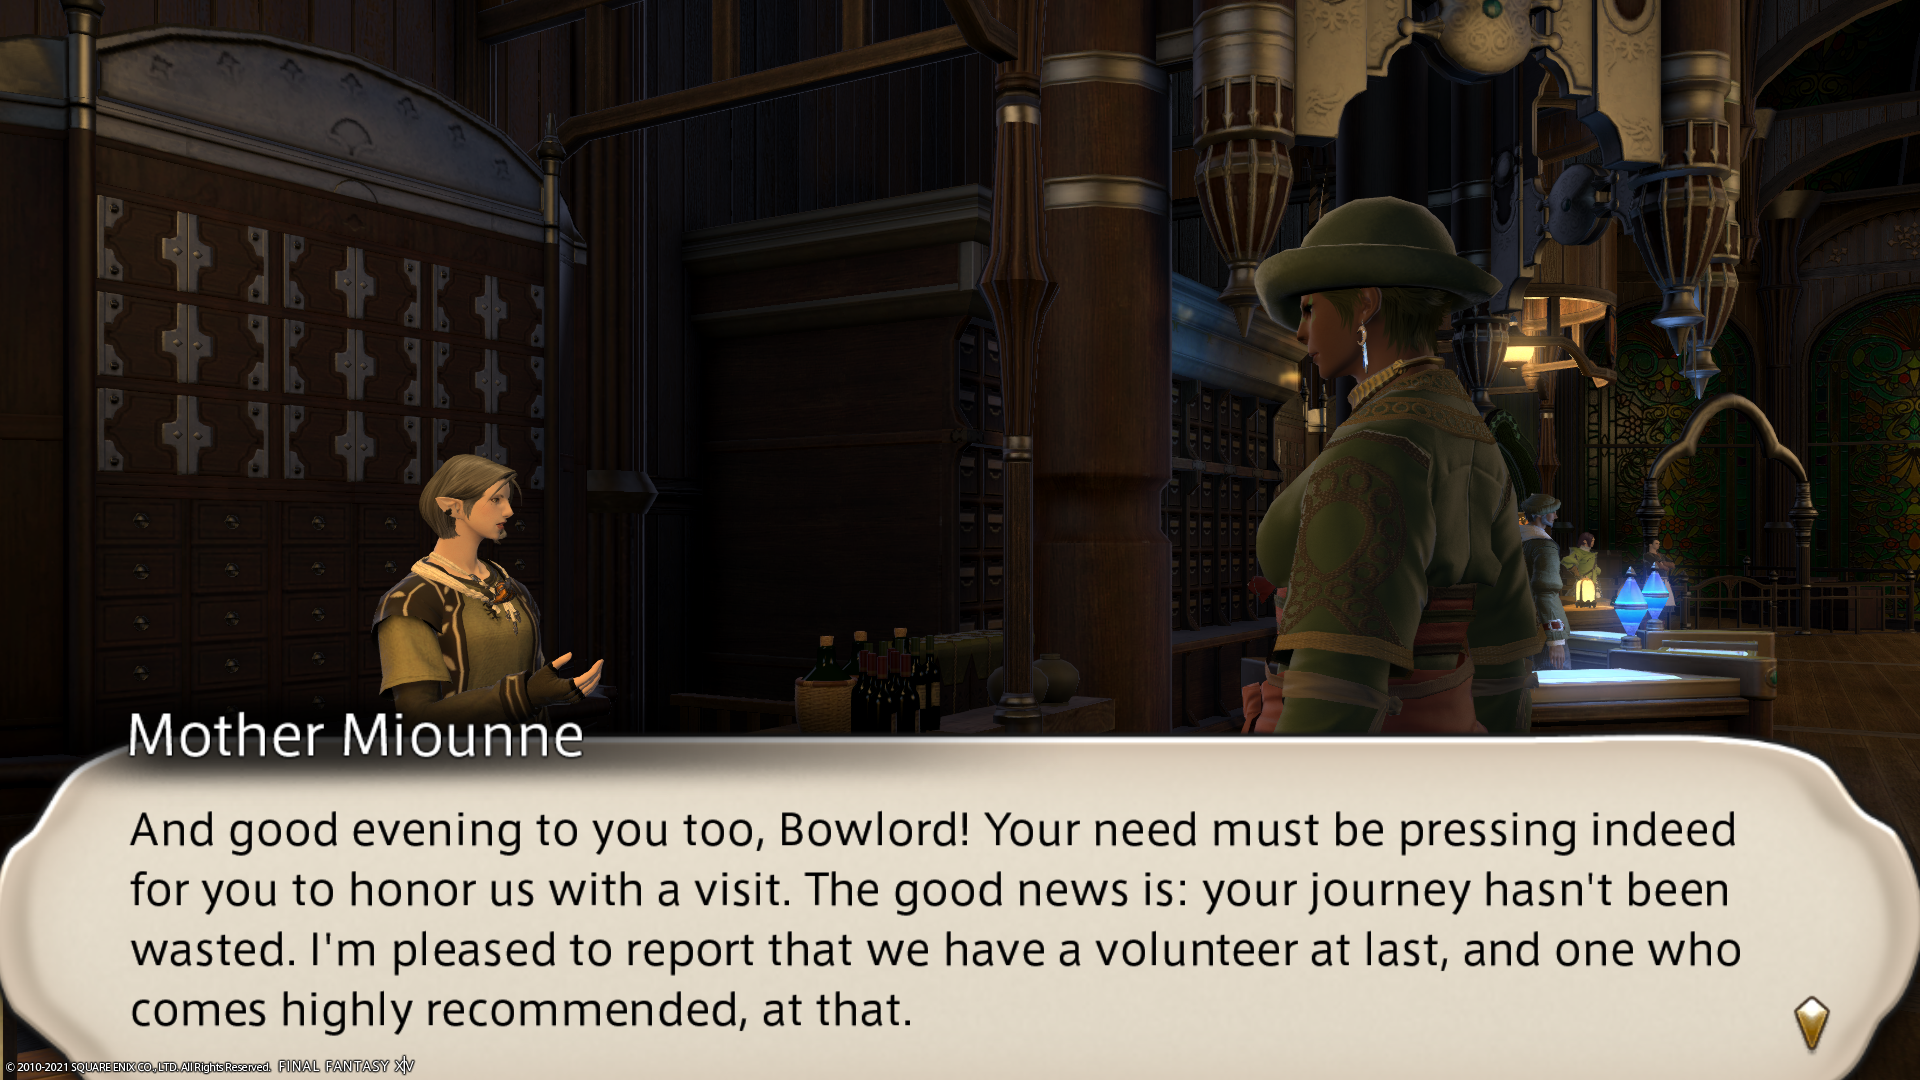 Mother Miounne
And good evening to you too, Bowlord! Your need must be pressing indeed
for you to honor us with a visit. The good news is: your journey hasn't been
wasted. I'm pleased to report that we have a volunteer at last, and one who
comes highly recommended, at that.
© 2010-2021 SQUARE ENIX CO., LTD. All Rights Reserved. FINAL FANTASY XIV